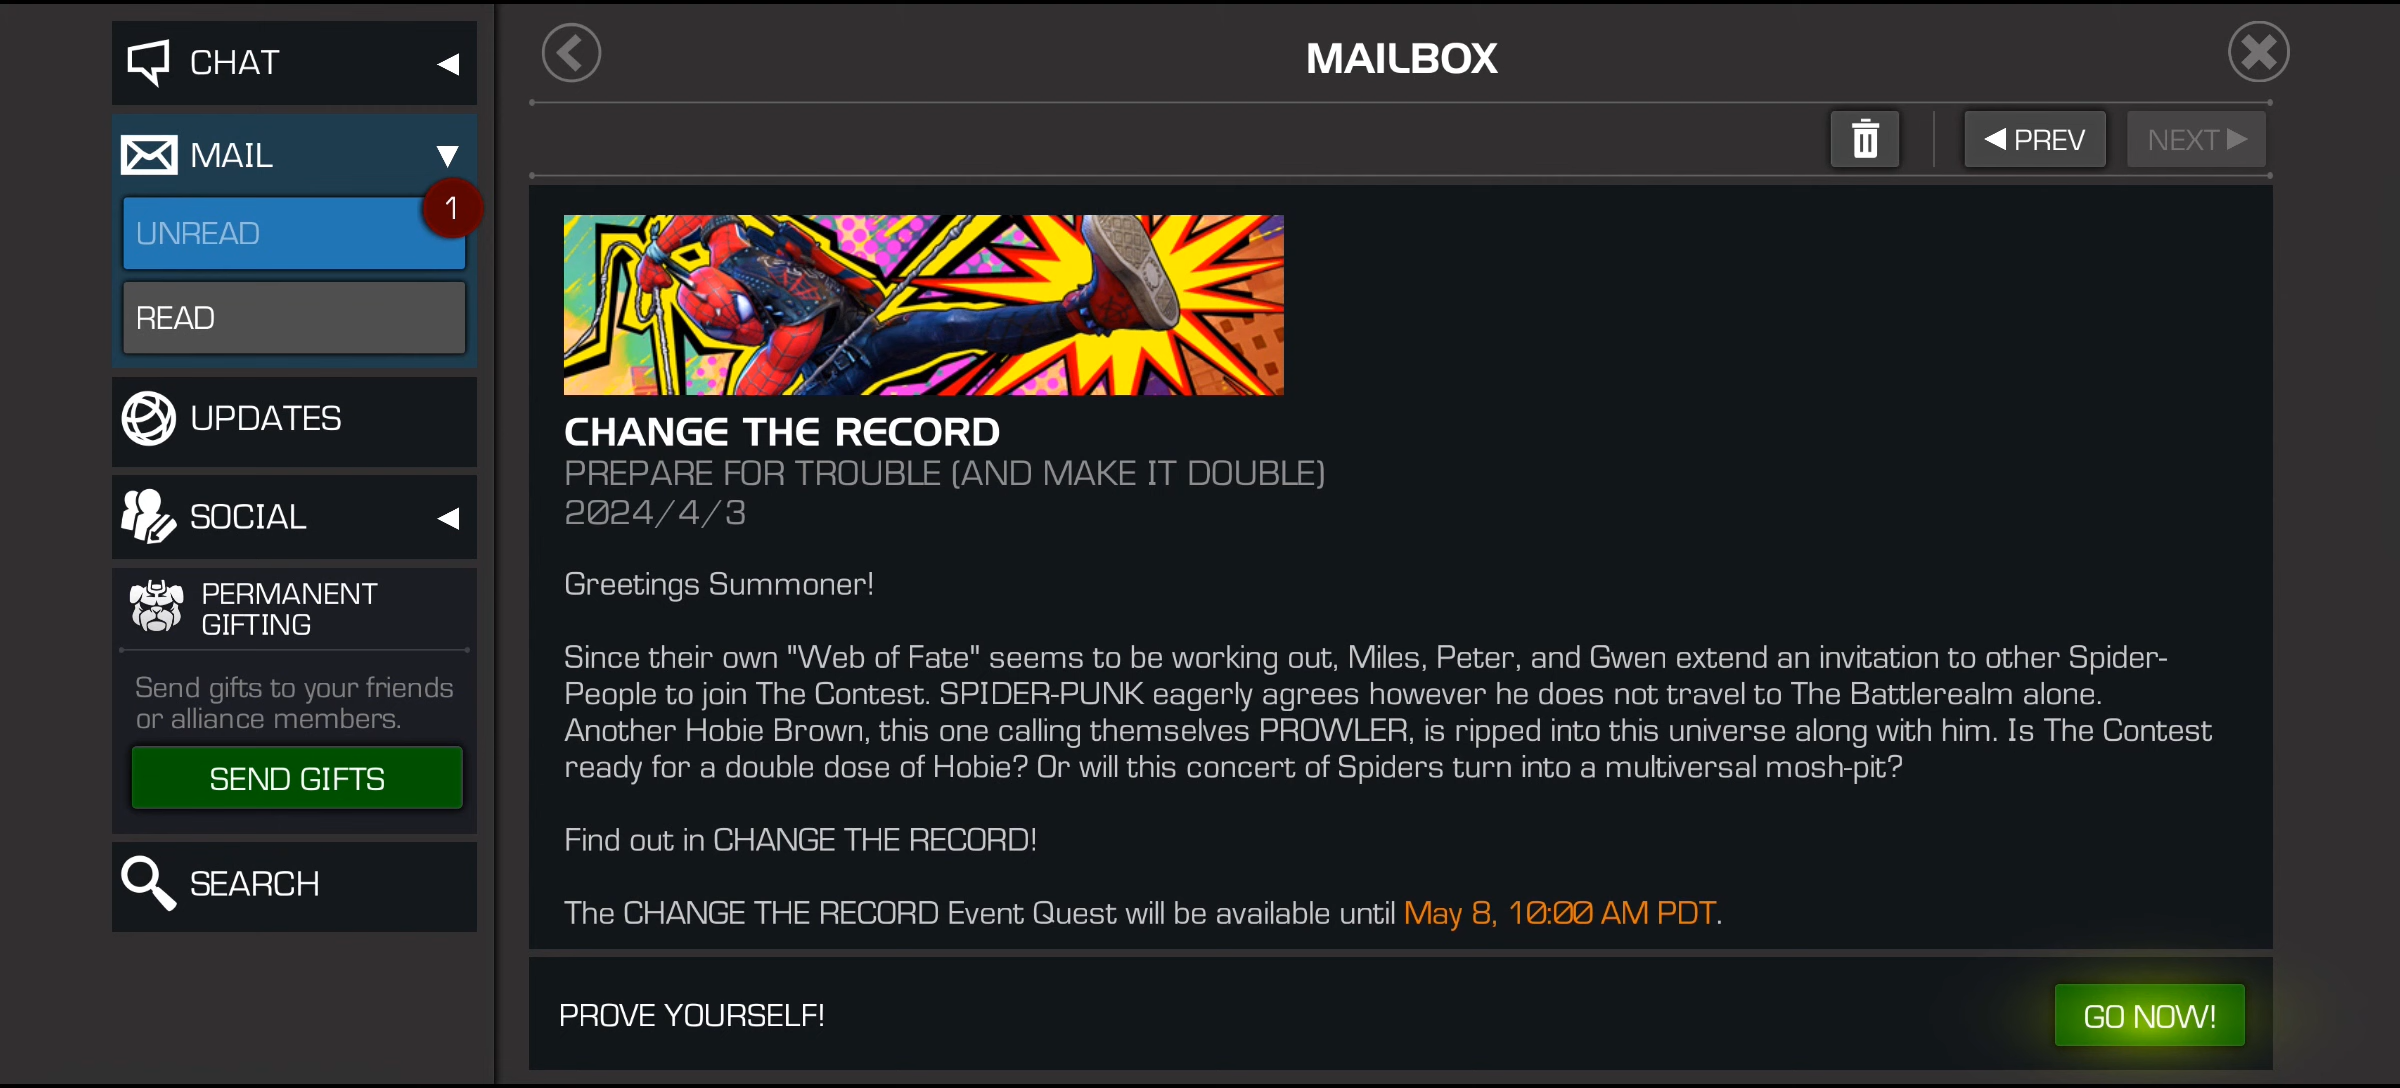 CHAT
MAIL
1
UNREAD
READ
UPDATES
SOCIAL
PERMANENT
GIFTING
Send gifts to your friends
or alliance members.
SEND GIFTS
SEARCH
MAILBOX
PREV
NEXT
CHANGE THE RECORD
PREPARE FOR TROUBLE (AND MAKE IT DOUBLE)
2024/4/3
Greetings Summoner!
Since their own "Web of Fate" seems to be working out, Miles, Peter, and Gwen extend an invitation to other Spider-
People to join The Contest. SPIDER-PUNK eagerly agrees however he does not travel to The Battlerealm alone.
Another Hobie Brown, this one calling themselves PROWLER, is ripped into this universe along with him. Is The Contest
ready for a double dose of Hobie? Or will this concert of Spiders turn into a multiversal mosh-pit?
Find out in CHANGE THE RECORD!
The CHANGE THE RECORD Event Quest will be available until May 8, 10:00 AM PDT.
PROVE YOURSELF!
GO NOW!